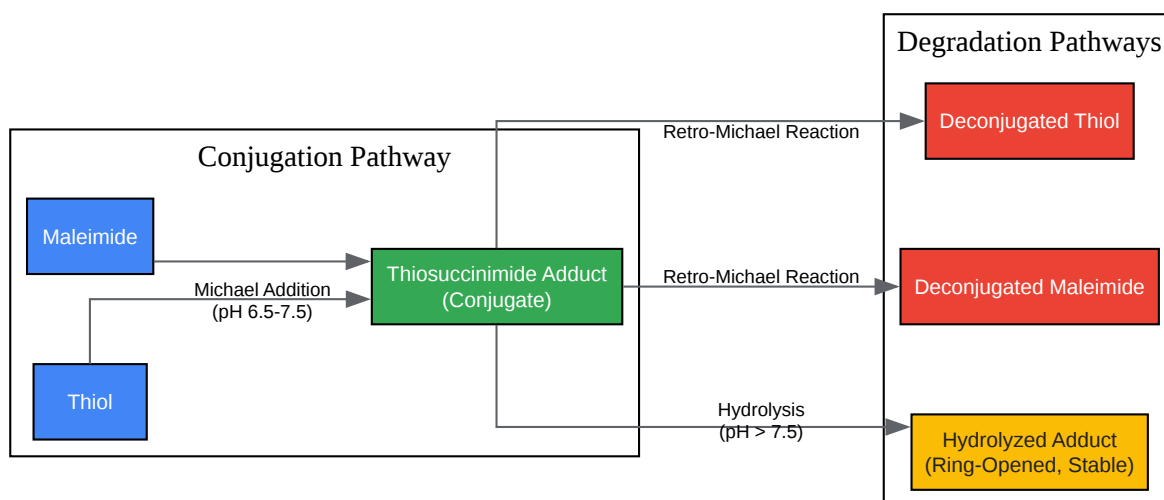 Degradation Pathways
Deconjugated Thiol
Retro-Michael Reaction
Conjugation Pathway
Maleimide
Thiosuccinimide Adduct
(Conjugate)
Retro-Michael Reaction
Deconjugated Maleimide
Michael Addition
(pH 6.5-7.5)
Thiol
Hydrolysis
(pH > 7.5)
Hydrolyzed Adduct
(Ring-Opened, Stable)